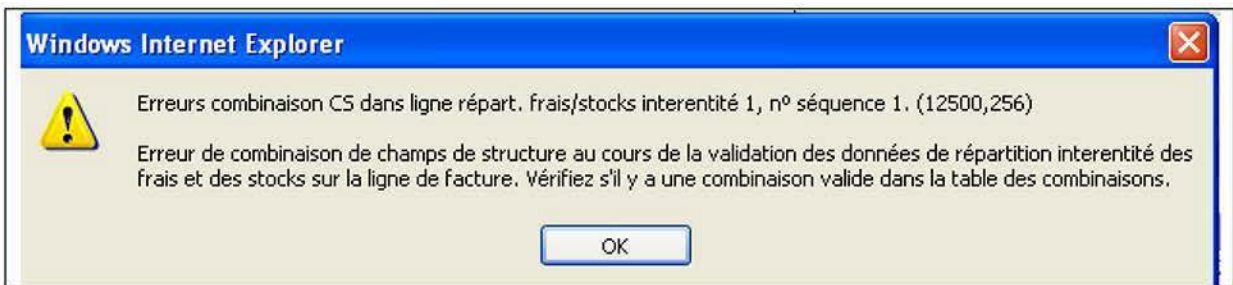 Windows Internet Explorer
Erreurs combinaison CS dans ligne répart. frais/stocks interentité 1, nº séquence 1. (12500,256)
Erreur de combinaison de champs de structure au cours de la validation des données de répartition interentité des
frais et des stocks sur la ligne de facture. Vérifiez s'il y a une combinaison valide dans la table des combinaisons.
OK